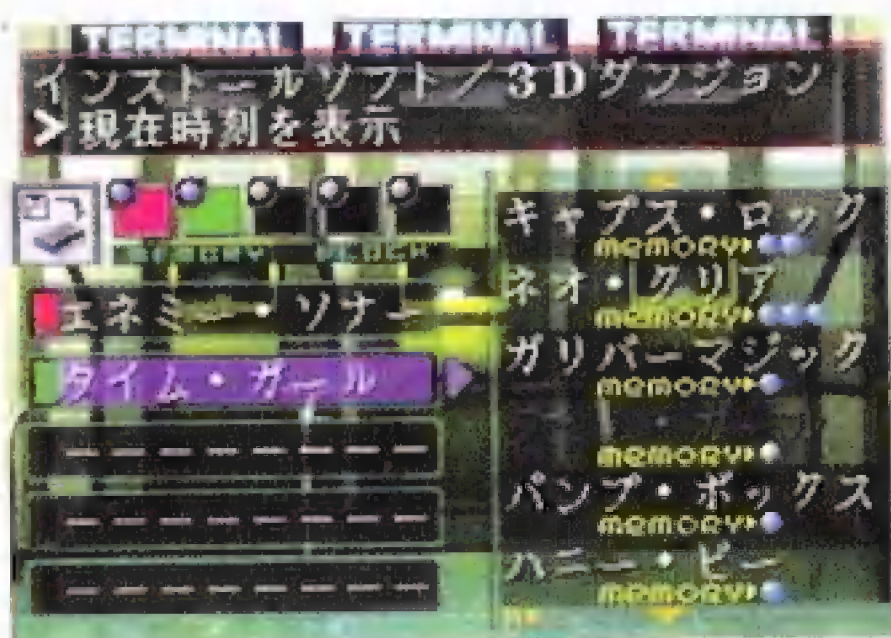 TERMINAL TERMINAL TERMINAL
インストールソフト/3Dダンジョン
>現在時刻を表示
MEMORY BLOCK
エネミー・ソナー
タイム・ガール
--------
--------
--------
キャプス・ロック
MEMORY
ネオ・クリア
MEMORY
ガリバーマジック
MEMORY
MEMORY
パンプ・ボックス
MEMORY
ハニー・ビー
MEMORY